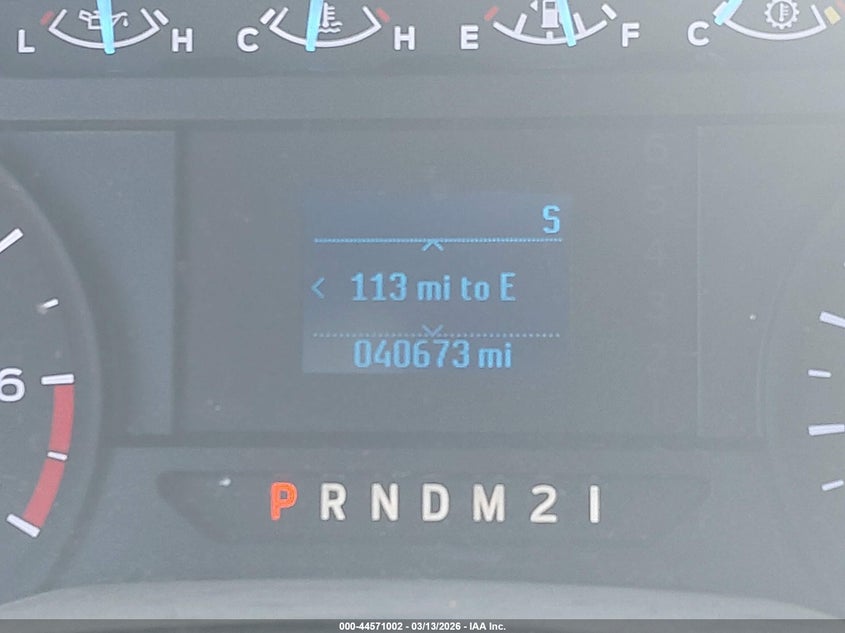 L H C H E F C
S
< 113 mi to E
040673 mi
6
P R N D M 2 1
000-44571002 - 03/13/2026 - IAA Inc.